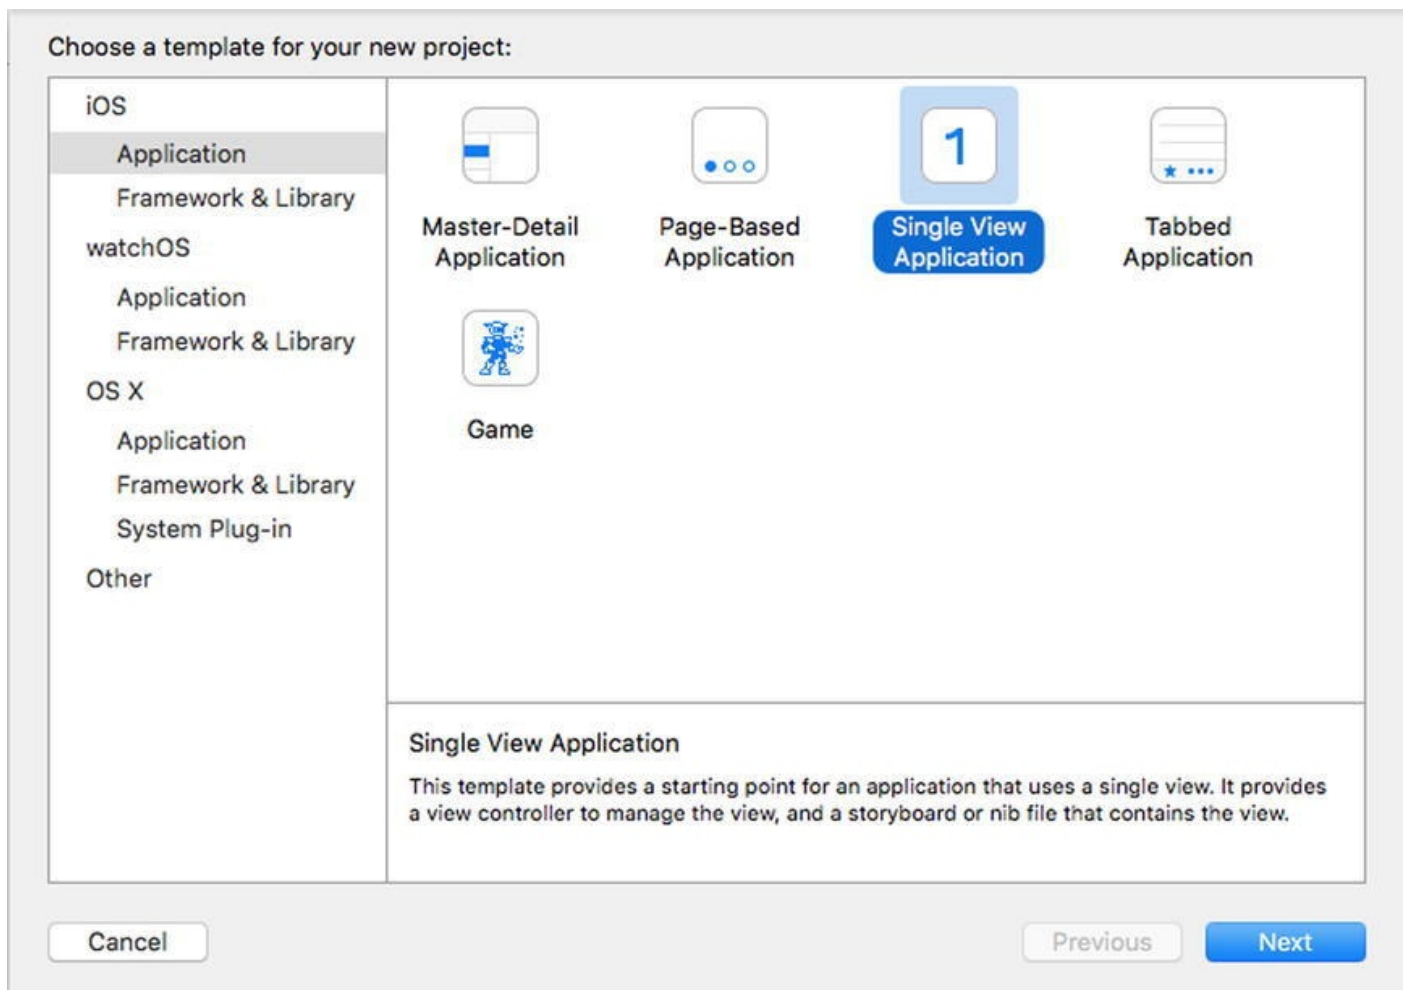 Choose a template for your new project:
iOS
Application
Framework & Library
watchOS
Application
Framework & Library
OS X
Application
Framework & Library
System Plug-in
Other
Master-Detail
Application
Page-Based
Application
1
Single View
Application
Tabbed
Application
Game
Single View Application
This template provides a starting point for an application that uses a single view. It provides
a view controller to manage the view, and a storyboard or nib file that contains the view.
Cancel
Previous
Next